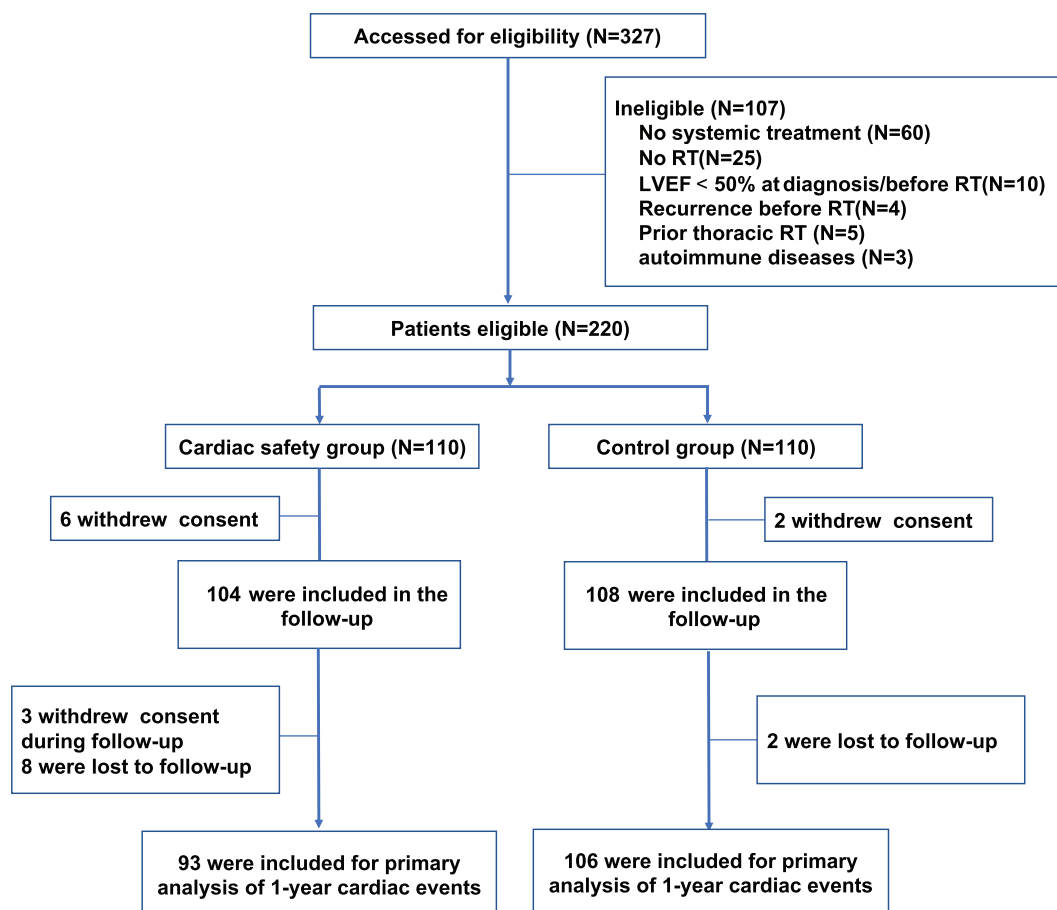 Accessed for eligibility (N=327)
Ineligible (N=107)
No systemic treatment (N=60)
No RT(N=25)
LVEF < 50% at diagnosis/before RT(N=10)
Recurrence before RT(N=4)
Prior thoracic RT (N=5)
autoimmune diseases (N=3)
Patients eligible (N=220)
Cardiac safety group (N=110)
Control group (N=110)
6 withdrew consent
2 withdrew consent
104 were included in the
follow-up
108 were included in the
follow-up
3 withdrew consent
during follow-up
8 were lost to follow-up
2 were lost to follow-up
93 were included for primary
analysis of 1-year cardiac events
106 were included for primary
analysis of 1-year cardiac events